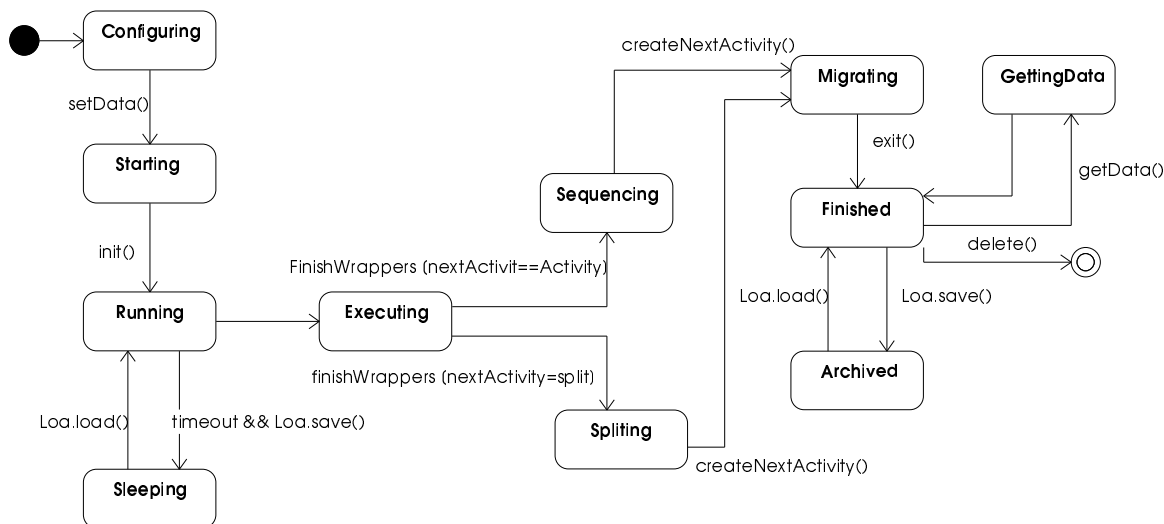 Configuring
createNextActivity()
Migrating
GettingData
setData()
exit()
Starting
getData()
Sequencing
Finished
init()
delete()
FinishWrappers (nextActivit==Activity)
Loa.load()
Loa.save()
Running
Executing
Archived
finishWrappers (nextActivity=split)
Loa.load()
timeout && Loa.save()
Spliting
createNextActivity()
Sleeping